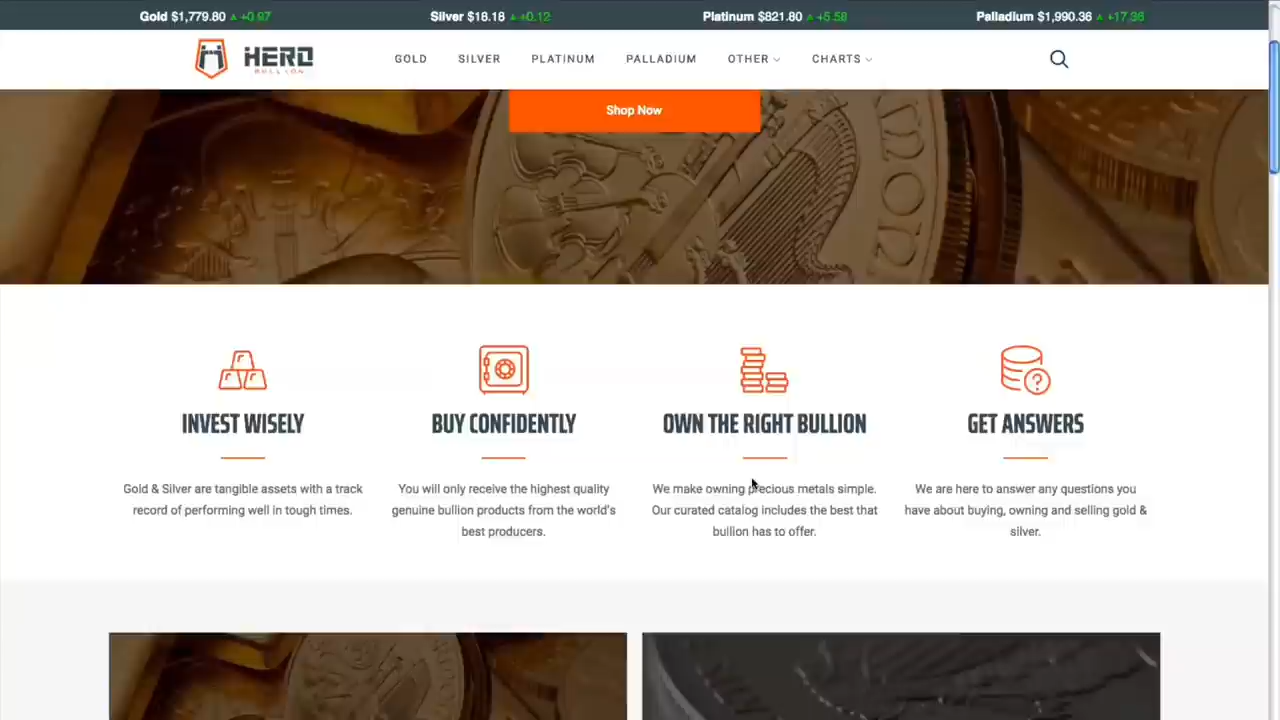 Gold $1,779.80 ▲ +0.97 Silver $18.18 ▲ +0.12 Platinum $821.80 ▲ +5.58 Palladium $1,990.36 ▲ +17.36
HERO
BULLION
GOLD SILVER PLATINUM PALLADIUM OTHER CHARTS
Shop Now
INVEST WISELY
Gold & Silver are tangible assets with a track
record of performing well in tough times.
BUY CONFIDENTLY
You will only receive the highest quality
genuine bullion products from the world's
best producers.
OWN THE RIGHT BULLION
We make owning precious metals simple.
Our curated catalog includes the best that
bullion has to offer.
GET ANSWERS
We are here to answer any questions you
have about buying, owning and selling gold &
silver.